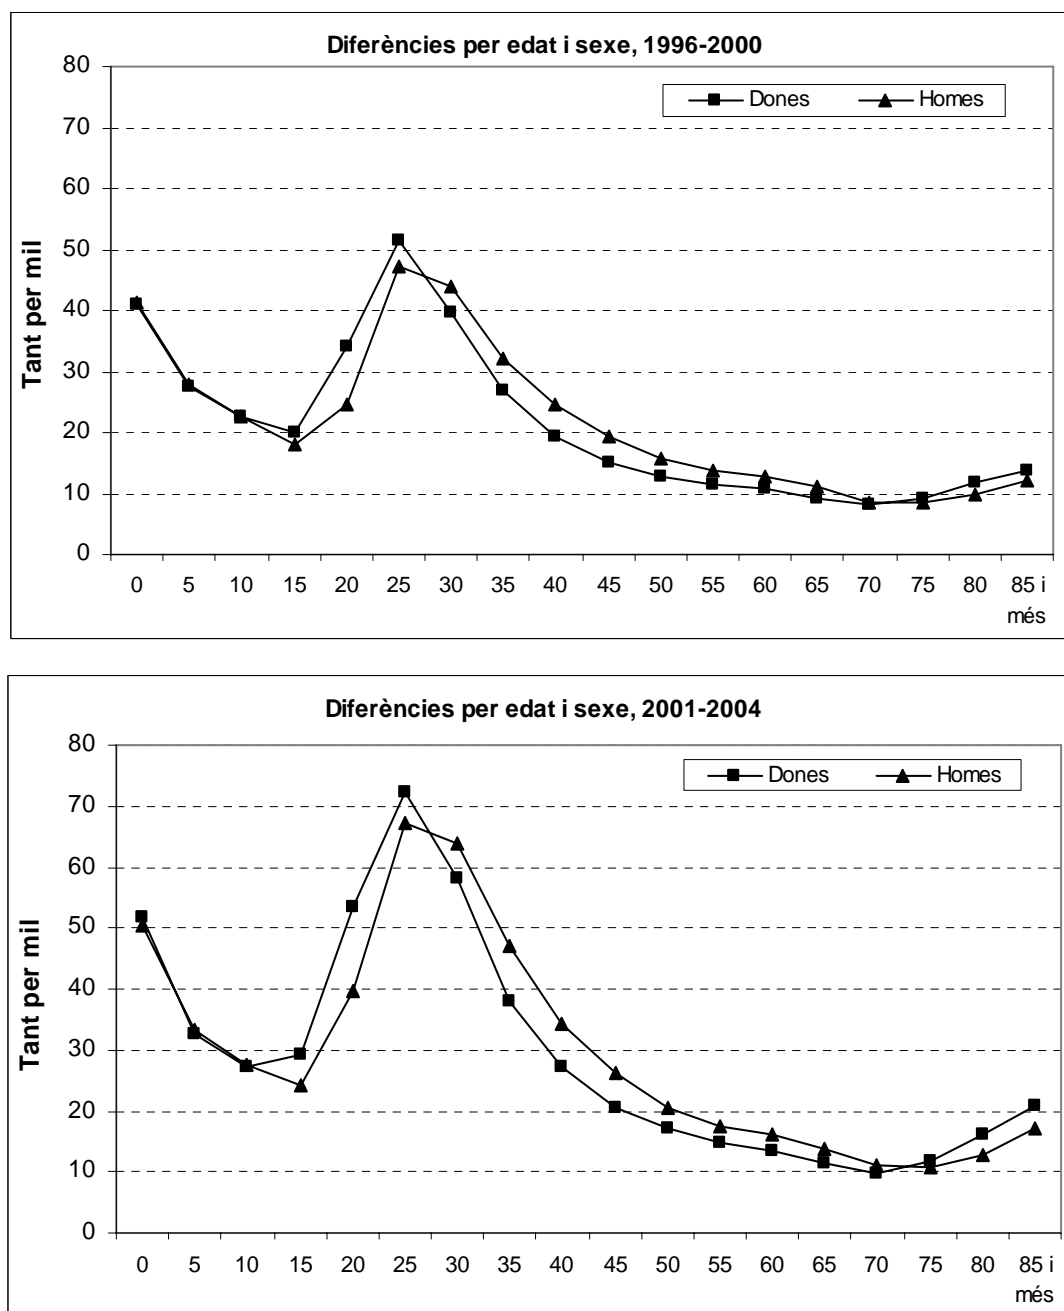 Diferències per edat i sexe, 1996-2000
80
Dones Homes
70
60
50
40
30
20
10
0
Tant per mil
0 5 10 15 20 25 30 35 40 45 50 55 60 65 70 75 80 85 i
més
Diferències per edat i sexe, 2001-2004
80
Dones Homes
70
60
50
40
30
20
10
0
Tant per mil
0 5 10 15 20 25 30 35 40 45 50 55 60 65 70 75 80 85 i
més